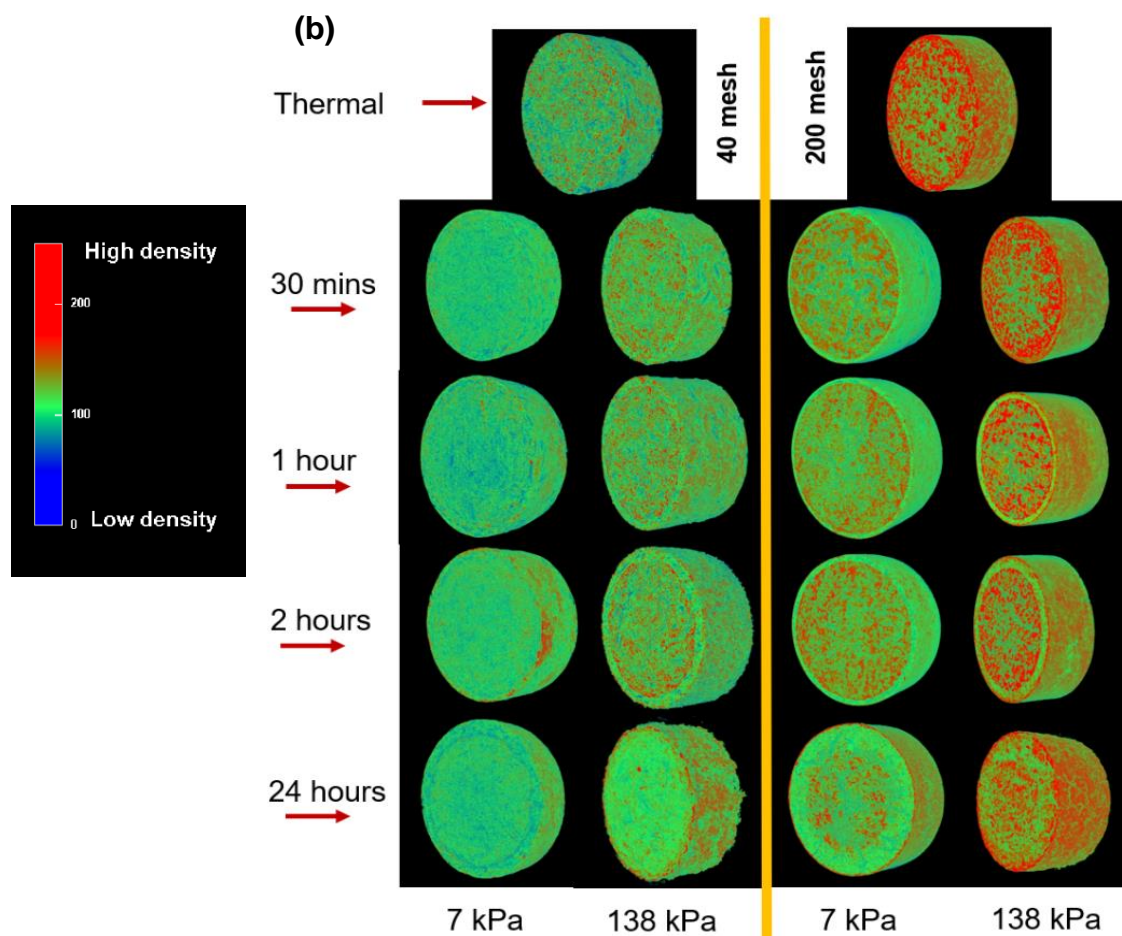 (b)
Thermal
40 mesh
200 mesh
High density
200
100
0
Low density
30 mins
1 hour
2 hours
24 hours
7 kPa
138 kPa
7 kPa
138 kPa